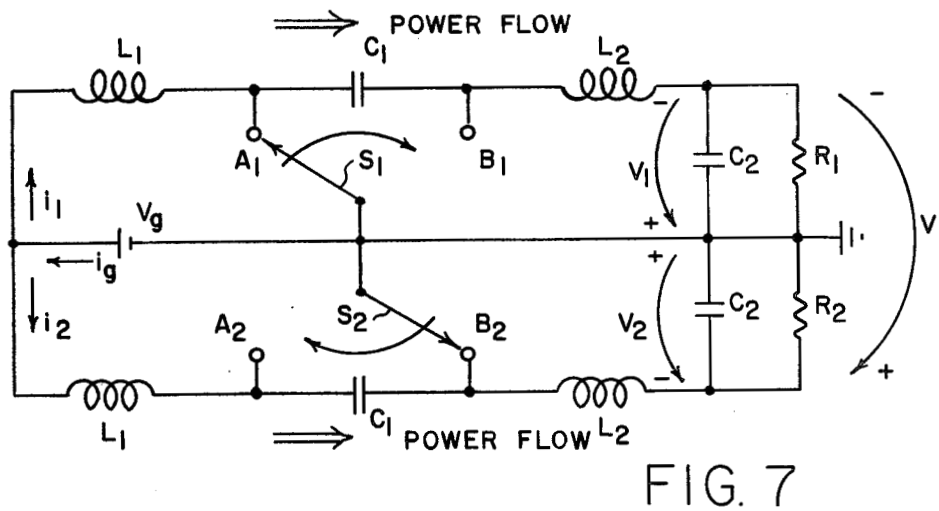 ⇒ POWER FLOW
L1 C1 L2
A1 S1 B1
V1 - + C2 R1 -
i1 Vg V
ig
i2
S2 A2 B2
V2 + - C2 R2 +
L1 C1 L2
⇒ POWER FLOW
FIG. 7